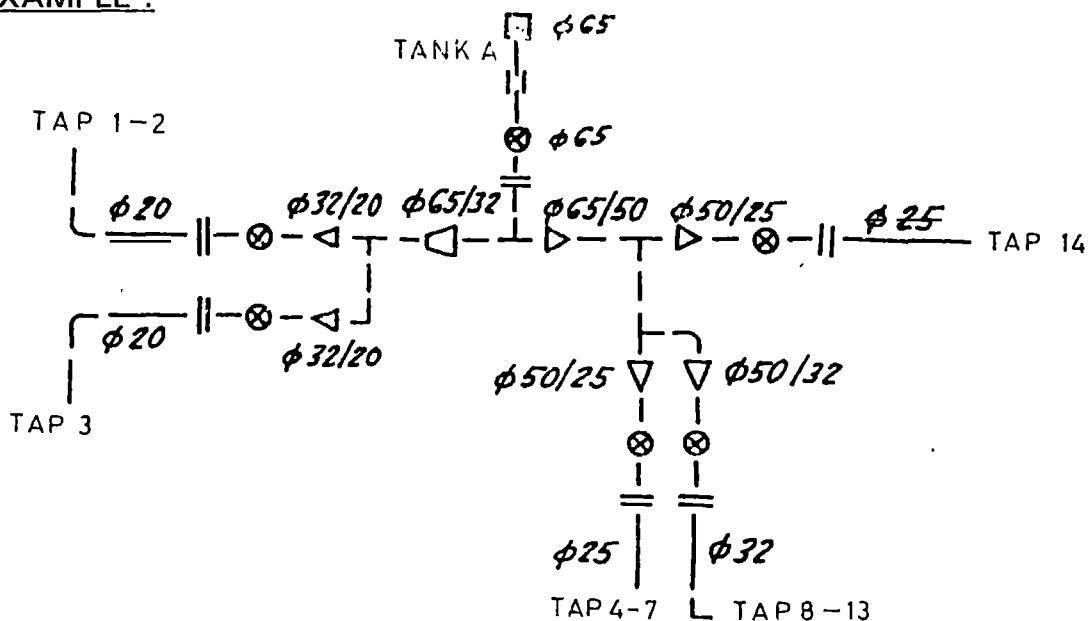 XAMPLE :
ϕ65
TANK A
TAP 1-2
ϕ65
ϕ20
ϕ32/20
ϕ65/32
ϕ65/50
ϕ50/25
ϕ25
TAP 14
ϕ20
ϕ32/20
TAP 3
ϕ50/25
ϕ50/32
ϕ25
ϕ32
TAP 4-7
TAP 8-13